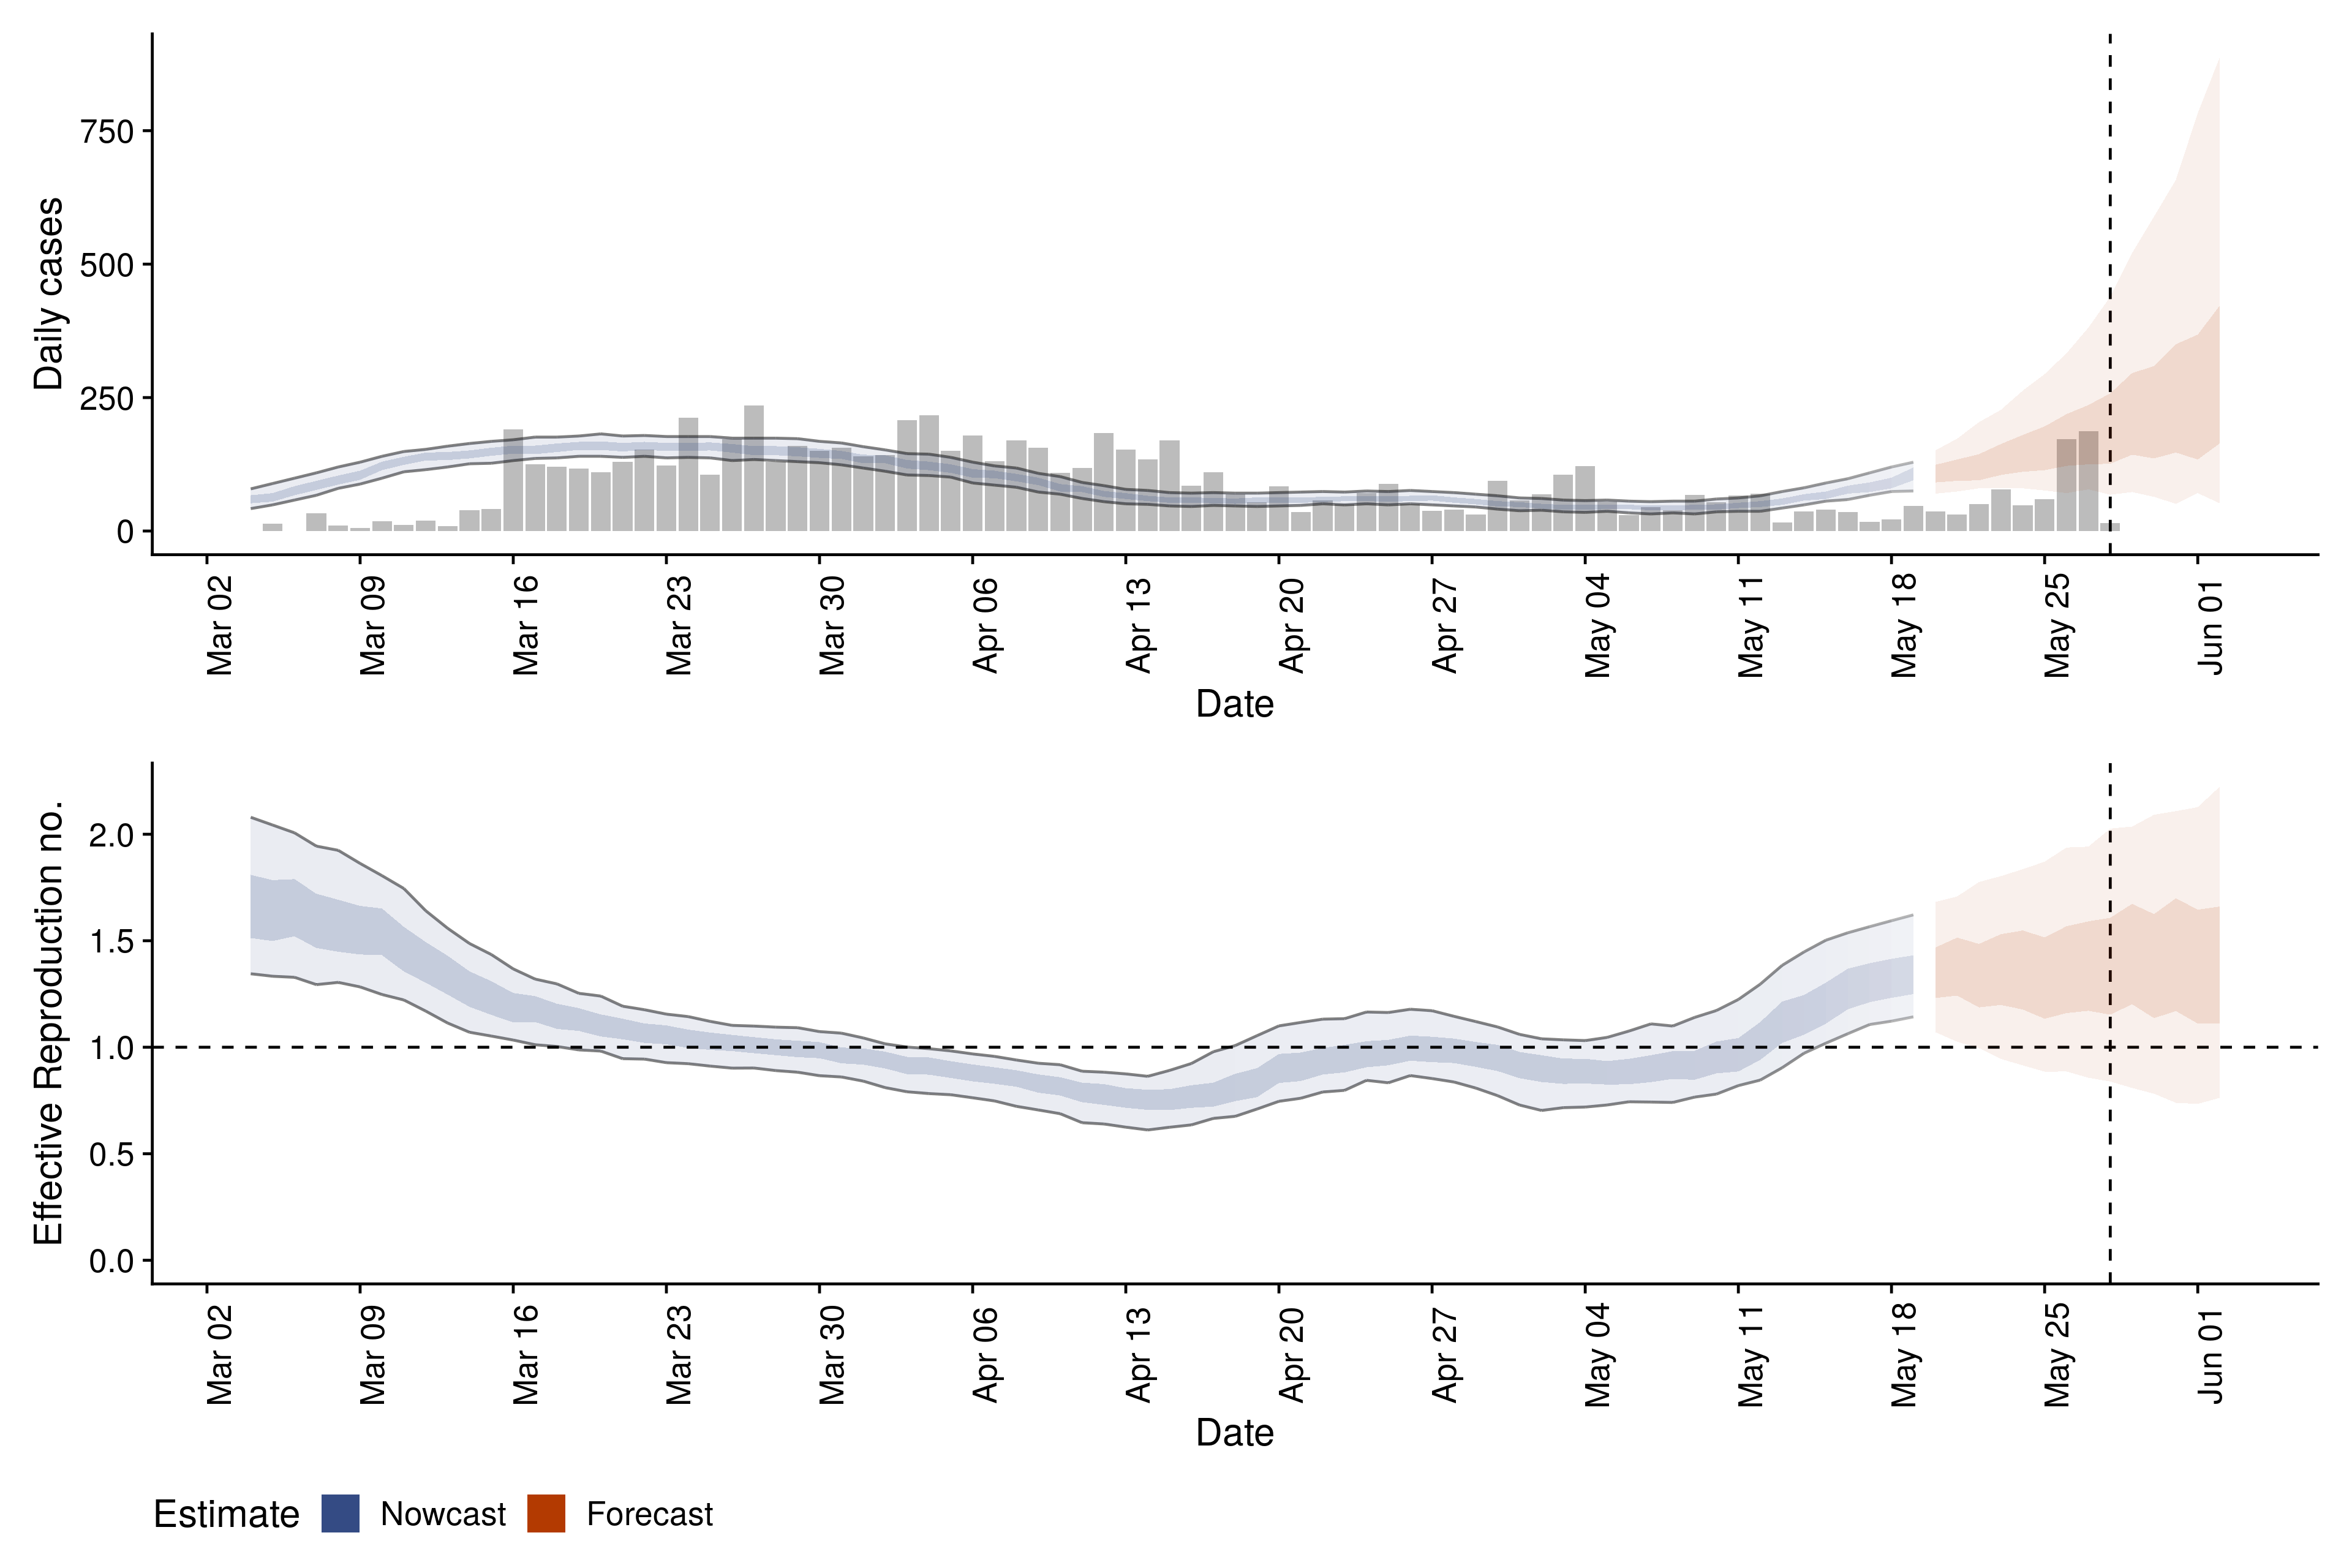 Daily cases
750
500
250
0
Mar 02
Mar 09
Mar 16
Mar 23
Mar 30
Apr 06
Apr 13
Apr 20
Apr 27
May 04
May 11
May 18
May 25
Jun 01
Date
Effective Reproduction no.
2.0
1.5
1.0
0.5
0.0
Mar 02
Mar 09
Mar 16
Mar 23
Mar 30
Apr 06
Apr 13
Apr 20
Apr 27
May 04
May 11
May 18
May 25
Jun 01
Date
Estimate Nowcast Forecast